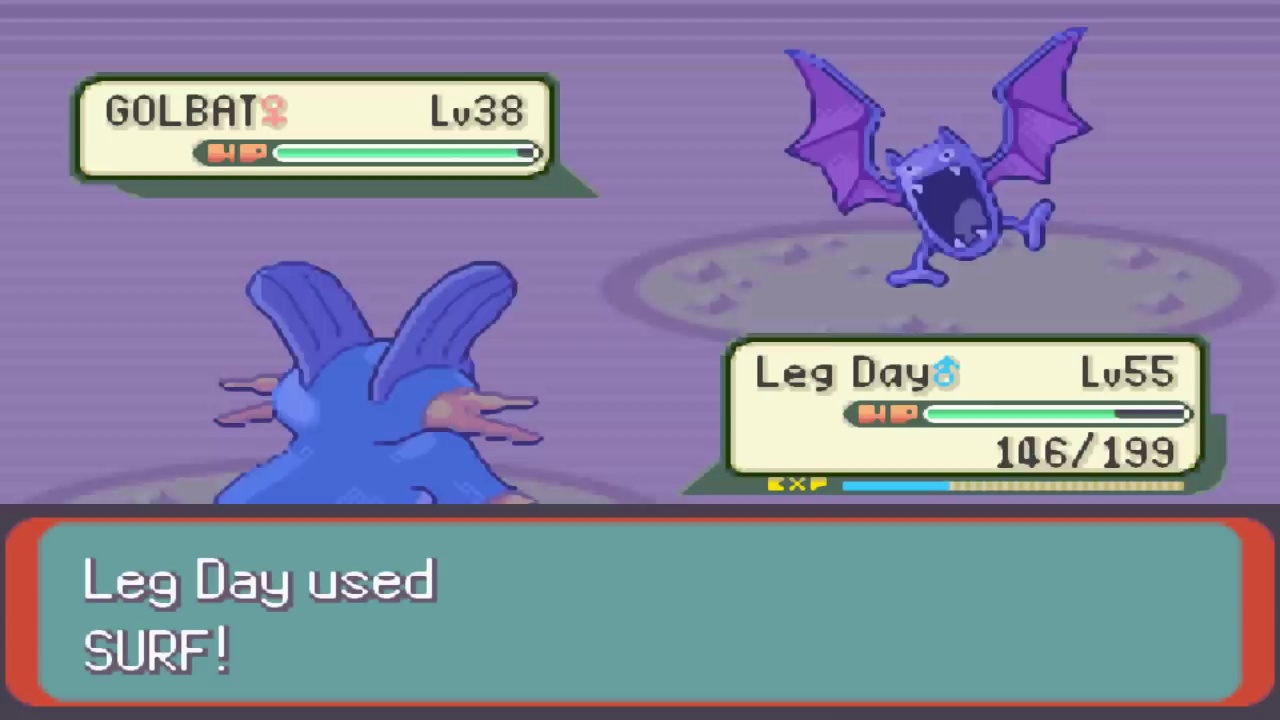 GOLBAT♀ Lv38
HP
Leg Day♂ Lv55
HP
146/199
EXP
Leg Day used
SURF!